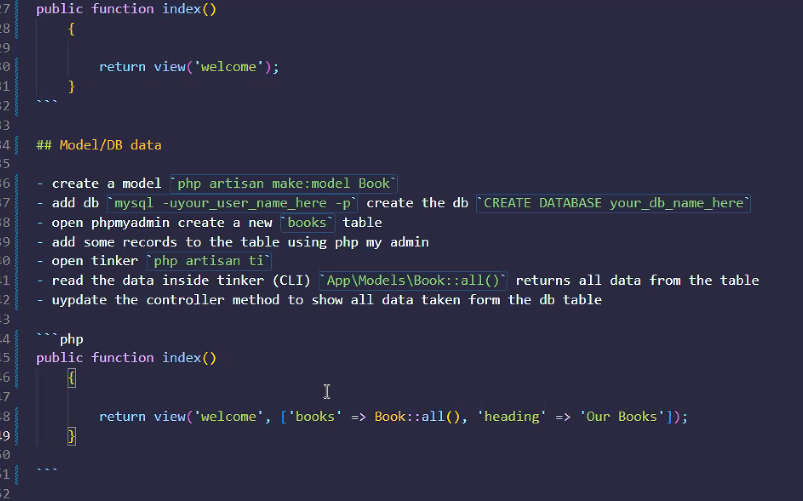 27 public function index()
28 {
29
30 return view('welcome');
31 }
32 ```
33
34 ## Model/DB data
35
36 - create a model `php artisan make:model Book`
37 - add db `mysql -uyour_user_name_here -p` create the db `CREATE DATABASE your_db_name_here`
38 - open phpmyadmin create a new `books` table
39 - add some records to the table using php my admin
40 - open tinker `php artisan ti`
41 - read the data inside tinker (CLI) `App\Models\Book::all()` returns all data from the table
42 - uypdate the controller method to show all data taken form the db table
43
44 ```php
45 public function index()
46 {
47
48 return view('welcome', ['books' => Book::all(), 'heading' => 'Our Books']);
49 }
50
51 ```
52